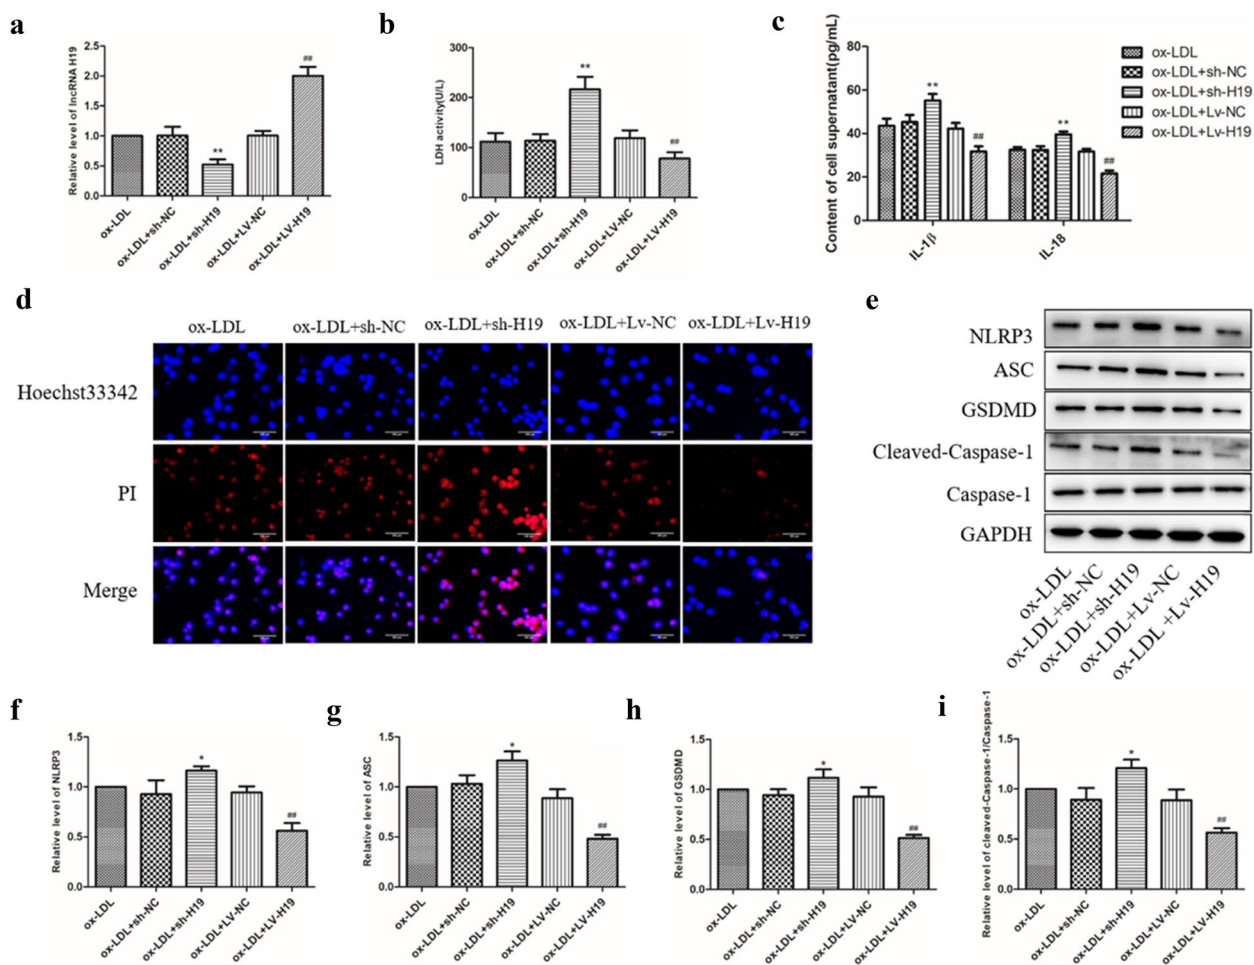 a
Relative level of lncRNA H19
2.5
2.0
1.5
1.0
0.5
0.0
**
##
ox-LDL
ox-LDL+sh-NC
ox-LDL+sh-H19
ox-LDL+LV-NC
ox-LDL+LV-H19
b
LDH activity(U/L)
300
200
100
0
**
##
ox-LDL
ox-LDL+sh-NC
ox-LDL+sh-H19
ox-LDL+LV-NC
ox-LDL+LV-H19
c
Content of cell supernatant(pg/mL)
80
60
40
20
0
**
##
**
##
IL-1β
IL-18
ox-LDL
ox-LDL+sh-NC
ox-LDL+sh-H19
ox-LDL+Lv-NC
ox-LDL+Lv-H19
d
ox-LDL
ox-LDL+sh-NC
ox-LDL+sh-H19
ox-LDL+Lv-NC
ox-LDL+Lv-H19
Hoechst33342
PI
Merge
e
NLRP3
ASC
GSDMD
Cleaved-Caspase-1
Caspase-1
GAPDH
ox-LDL
ox-LDL+sh-NC
ox-LDL+sh-H19
ox-LDL+Lv-NC
ox-LDL +Lv-H19
f
Relative level of NLRP3
1.5
1.0
0.5
0.0
*
##
ox-LDL
ox-LDL+sh-NC
ox-LDL+sh-H19
ox-LDL+LV-NC
ox-LDL+LV-H19
g
Relative level of ASC
1.5
1.0
0.5
0.0
*
##
ox-LDL
ox-LDL+sh-NC
ox-LDL+sh-H19
ox-LDL+LV-NC
ox-LDL+LV-H19
h
Relative level of GSDMD
1.5
1.0
0.5
0.0
*
##
ox-LDL
ox-LDL+sh-NC
ox-LDL+sh-H19
ox-LDL+LV-NC
ox-LDL+LV-H19
i
Relative level of cleaved-Caspase-1/Caspase-1
1.5
1.0
0.5
0.0
*
##
ox-LDL
ox-LDL+sh-NC
ox-LDL+sh-H19
ox-LDL+LV-NC
ox-LDL+LV-H19